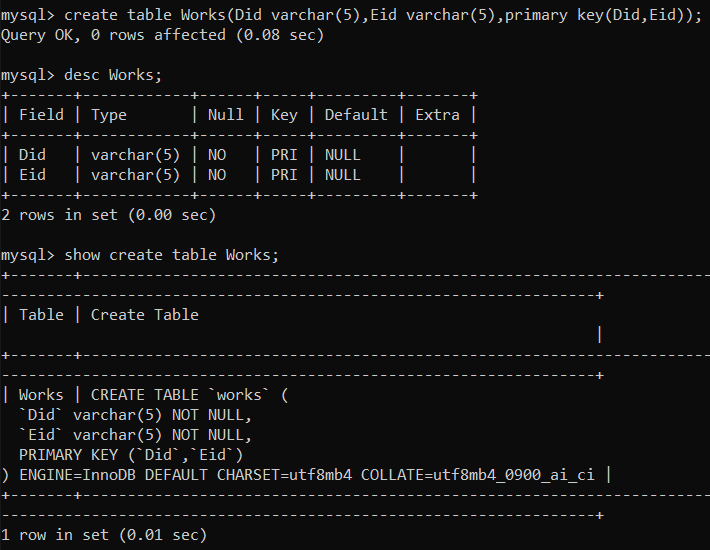 mysql> create table Works(Did varchar(5),Eid varchar(5),primary key(Did,Eid));
Query OK, 0 rows affected (0.08 sec)

mysql> desc Works;
+-------+------------+------+-----+---------+-------+
| Field | Type       | Null | Key | Default | Extra |
+-------+------------+------+-----+---------+-------+
| Did   | varchar(5) | NO   | PRI | NULL    |       |
| Eid   | varchar(5) | NO   | PRI | NULL    |       |
+-------+------------+------+-----+---------+-------+
2 rows in set (0.00 sec)

mysql> show create table Works;
+-------+---------------------------------------------------------------
------------------------------------------------------------+
| Table | Create Table
                                                            |
+-------+---------------------------------------------------------------
------------------------------------------------------------+
| Works | CREATE TABLE `works` (
  `Did` varchar(5) NOT NULL,
  `Eid` varchar(5) NOT NULL,
  PRIMARY KEY (`Did`,`Eid`)
) ENGINE=InnoDB DEFAULT CHARSET=utf8mb4 COLLATE=utf8mb4_0900_ai_ci |
+-------+---------------------------------------------------------------
------------------------------------------------------------+
1 row in set (0.01 sec)